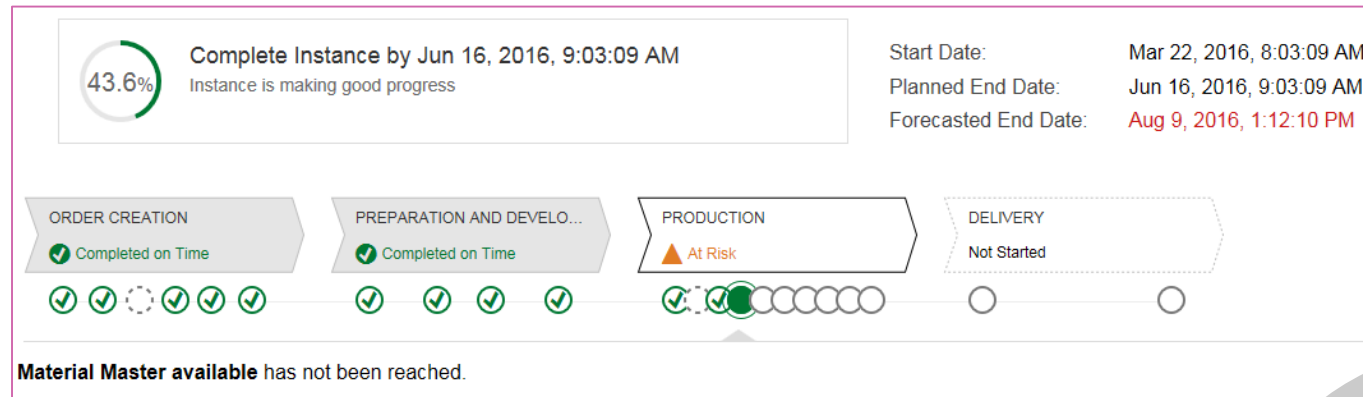 43.6%
Complete Instance by Jun 16, 2016, 9:03:09 AM
Instance is making good progress
Start Date: Mar 22, 2016, 8:03:09 AM
Planned End Date: Jun 16, 2016, 9:03:09 AM
Forecasted End Date: Aug 9, 2016, 1:12:10 PM
ORDER CREATION
Completed on Time
PREPARATION AND DEVELO...
Completed on Time
PRODUCTION
At Risk
DELIVERY
Not Started
Material Master available has not been reached.